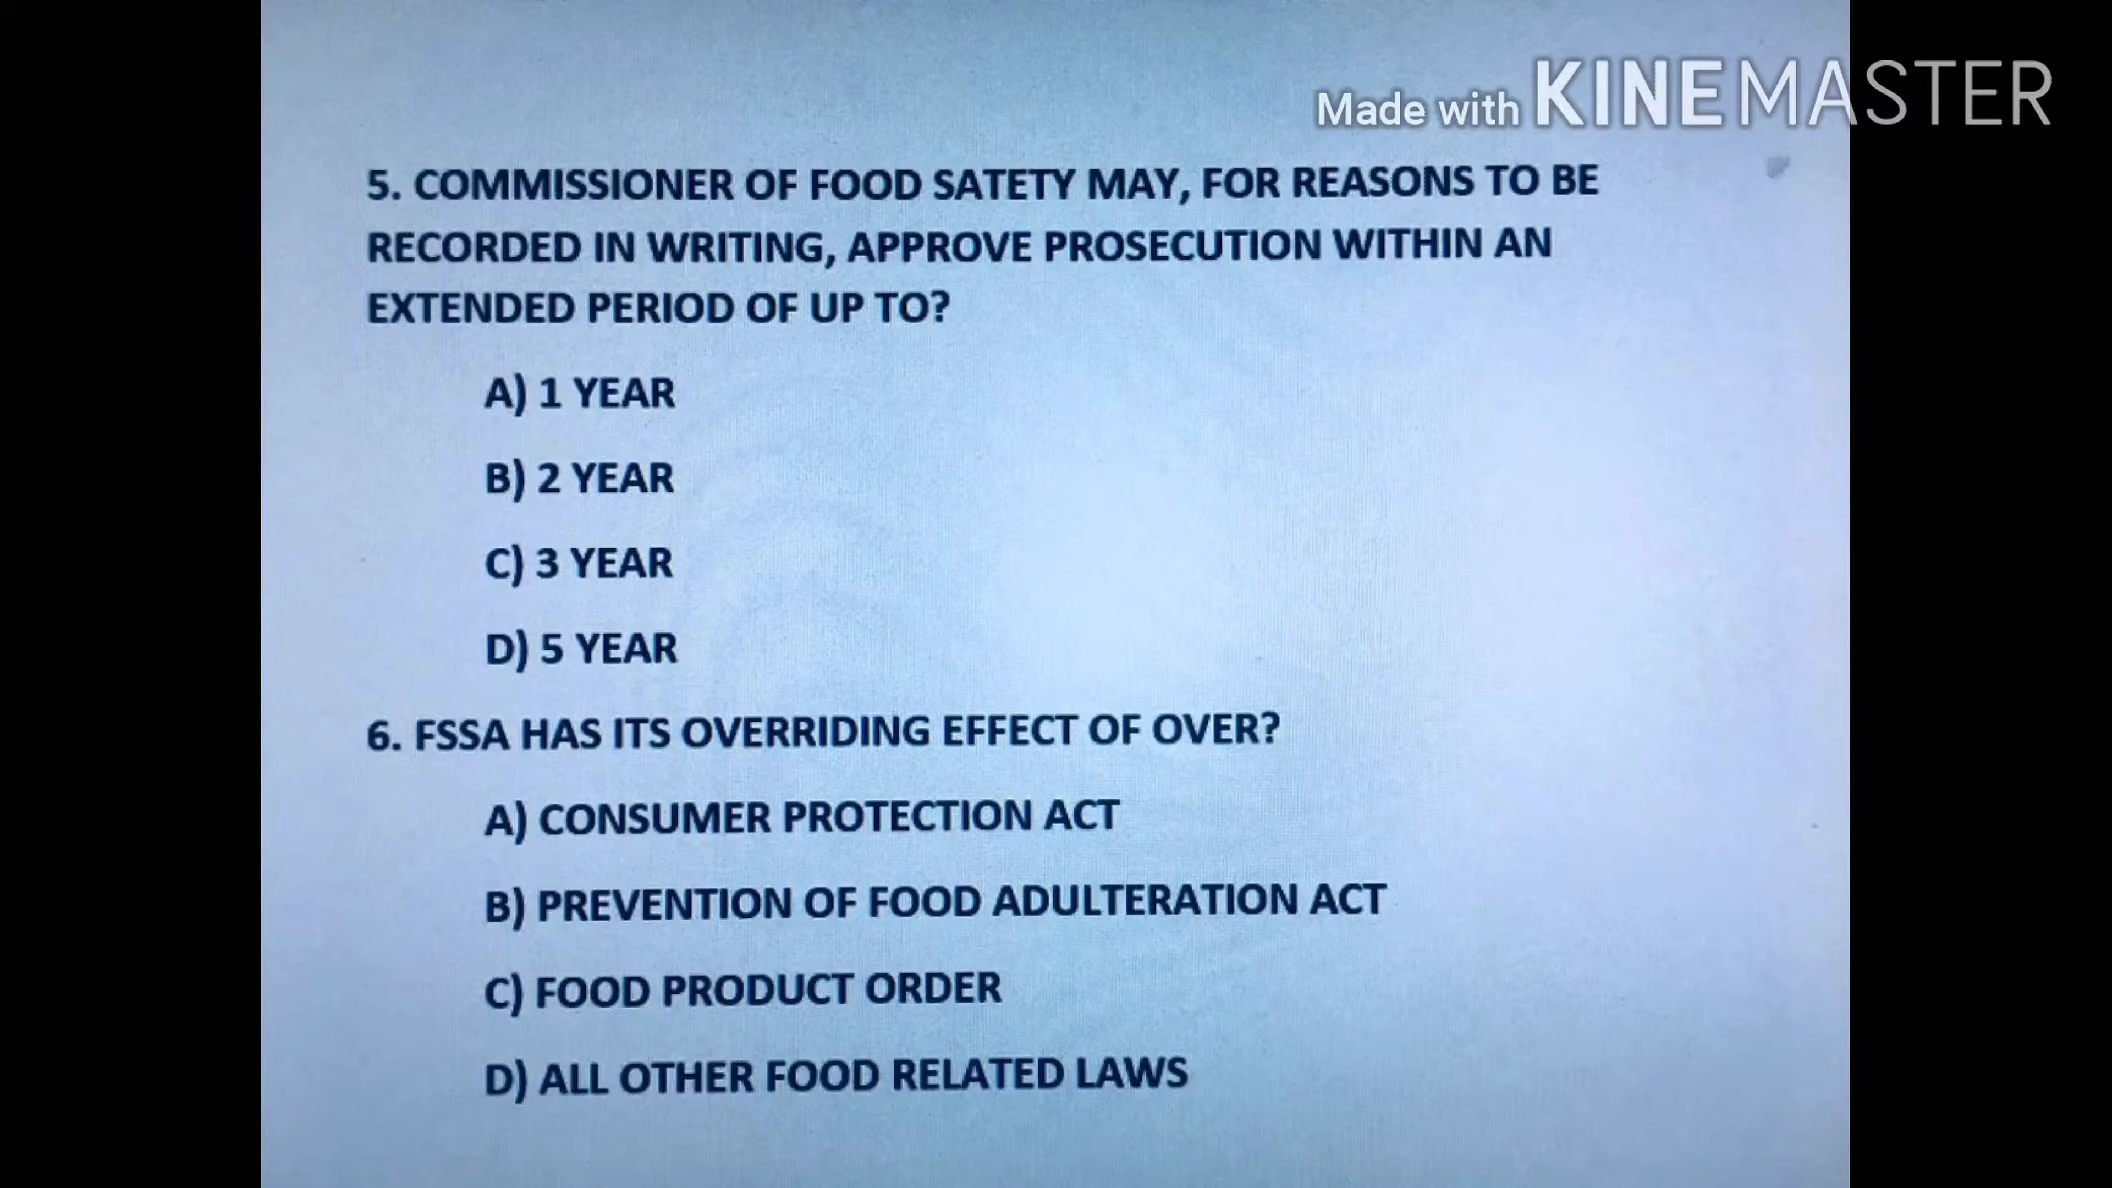 Made with KINEMASTER
5. COMMISSIONER OF FOOD SATETY MAY, FOR REASONS TO BE
RECORDED IN WRITING, APPROVE PROSECUTION WITHIN AN
EXTENDED PERIOD OF UP TO?
A) 1 YEAR
B) 2 YEAR
C) 3 YEAR
D) 5 YEAR
6. FSSA HAS ITS OVERRIDING EFFECT OF OVER?
A) CONSUMER PROTECTION ACT
B) PREVENTION OF FOOD ADULTERATION ACT
C) FOOD PRODUCT ORDER
D) ALL OTHER FOOD RELATED LAWS